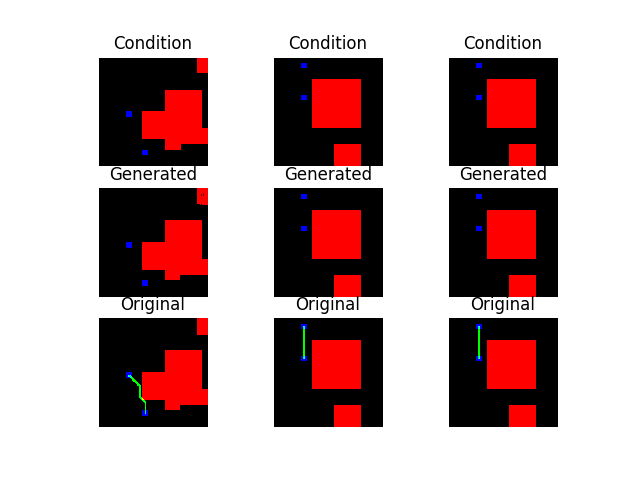 Condition Condition Condition
Generated Generated Generated
Original Original Original